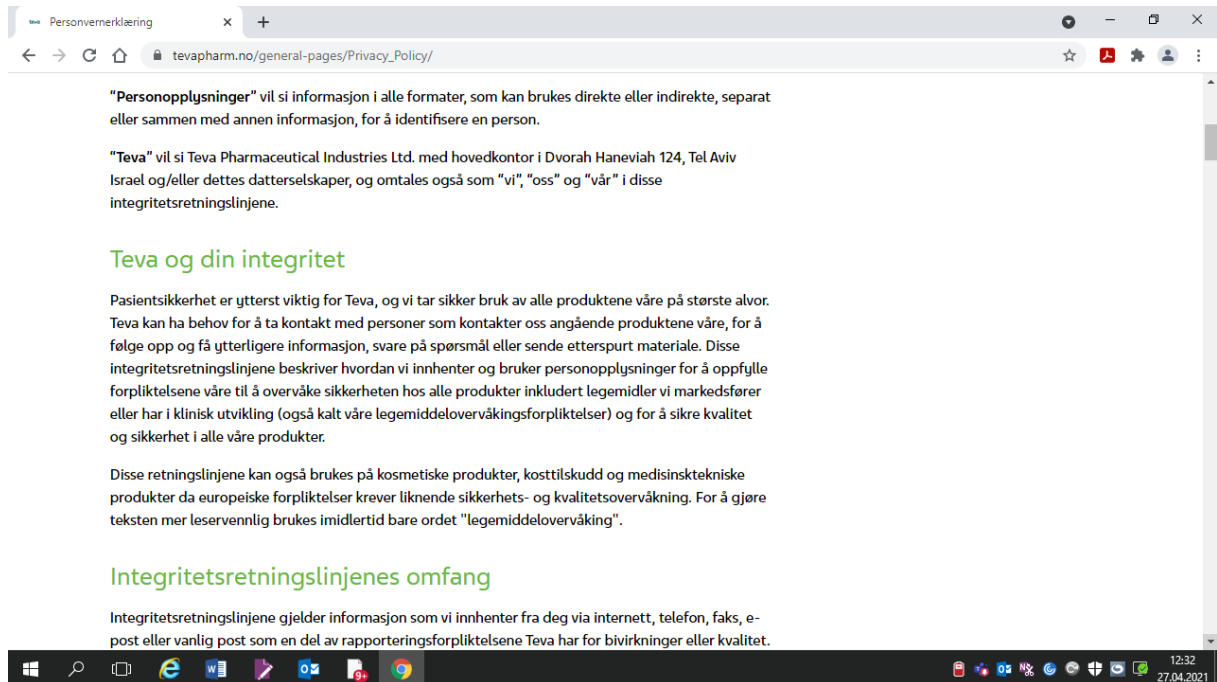 Personvernerklæring
tevapharm.no/general-pages/Privacy_Policy/
“Personopplysninger” vil si informasjon i alle formater, som kan brukes direkte eller indirekte, separat
eller sammen med annen informasjon, for å identifisere en person.
“Teva” vil si Teva Pharmaceutical Industries Ltd. med hovedkontor i Dvorah Haneviah 124, Tel Aviv
Israel og/eller dettes datterselskaper, og omtales også som “vi”, “oss” og “vår” i disse
integritetsretningslinjene.
Teva og din integritet
Pasientsikkerhet er ytterst viktig for Teva, og vi tar sikker bruk av alle produktene våre på største alvor.
Teva kan ha behov for å ta kontakt med personer som kontakter oss angående produktene våre, for å
følge opp og få ytterligere informasjon, svare på spørsmål eller sende etterspurt materiale. Disse
integritetsretningslinjene beskriver hvordan vi innhenter og bruker personopplysninger for å oppfylle
forpliktelsene våre til å overvåke sikkerheten hos alle produkter inkludert legemidler vi markedsfører
eller har i klinisk utvikling (også kalt våre legemiddelovervåkingsforpliktelser) og for å sikre kvalitet
og sikkerhet i alle våre produkter.
Disse retningslinjene kan også brukes på kosmetiske produkter, kosttilskudd og medisinsktekniske
produkter da europeiske forpliktelser krever liknende sikkerhets- og kvalitetsovervåkning. For å gjøre
teksten mer leservennlig brukes imidlertid bare ordet "legemiddelovervåking".
Integritetsretningslinjenes omfang
Integritetsretningslinjene gjelder informasjon som vi innhenter fra deg via internett, telefon, faks, e-
post eller vanlig post som en del av rapporteringsforpliktelsene Teva har for bivirkninger eller kvalitet.
9+
12:32
27.04.2021